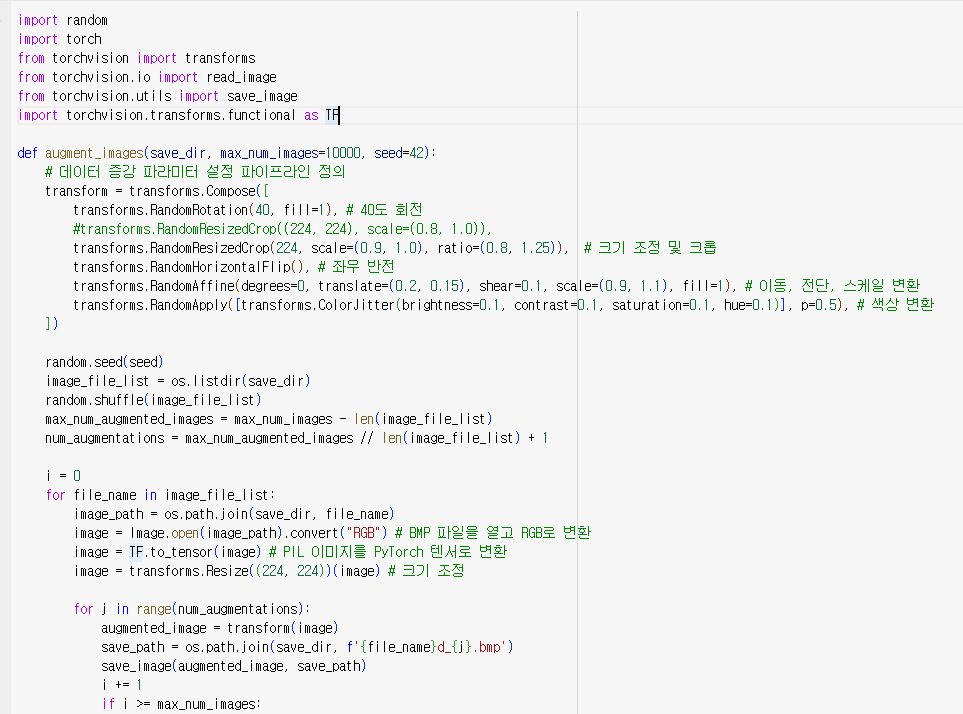 import random
import torch
from torchvision import transforms
from torchvision.io import read_image
from torchvision.utils import save_image
import torchvision.transforms.functional as TF
def augment_images(save_dir, max_num_images=10000, seed=42):
# 데이터 증강 파라미터 설정 파이프라인 정의
transform = transforms.Compose([
transforms.RandomRotation(40, fill=1), # 40도 회전
#transforms.RandomResizedCrop((224, 224), scale=(0.8, 1.0)),
transforms.RandomResizedCrop(224, scale=(0.9, 1.0), ratio=(0.8, 1.25)), # 크기 조정 및 크롭
transforms.RandomHorizontalFlip(), # 좌우 반전
transforms.RandomAffine(degrees=0, translate=(0.2, 0.15), shear=0.1, scale=(0.9, 1.1), fill=1), # 이동, 전단, 스케일 변환
transforms.RandomApply([transforms.ColorJitter(brightness=0.1, contrast=0.1, saturation=0.1, hue=0.1)], p=0.5), # 색상 변환
])
random.seed(seed)
image_file_list = os.listdir(save_dir)
random.shuffle(image_file_list)
max_num_augmented_images = max_num_images - len(image_file_list)
num_augmentations = max_num_augmented_images // len(image_file_list) + 1
i = 0
for file_name in image_file_list:
image_path = os.path.join(save_dir, file_name)
image = Image.open(image_path).convert("RGB") # BMP 파일을 열고 RGB로 변환
image = TF.to_tensor(image) # PIL 이미지를 PyTorch 텐서로 변환
image = transforms.Resize((224, 224))(image) # 크기 조정
for j in range(num_augmentations):
augmented_image = transform(image)
save_path = os.path.join(save_dir, f'{file_name}d_{j}.bmp')
save_image(augmented_image, save_path)
i += 1
if i >= max_num_images: